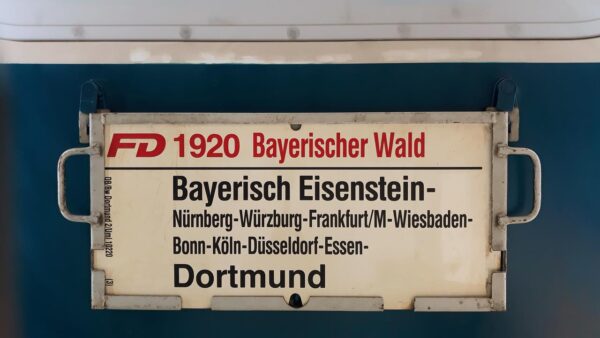 FD 1920 Bayerischer Wald
Bayerisch Eisenstein-
Nürnberg-Würzburg-Frankfurt/M-Wiesbaden-
Bonn-Köln-Düsseldorf-Essen-
Dortmund